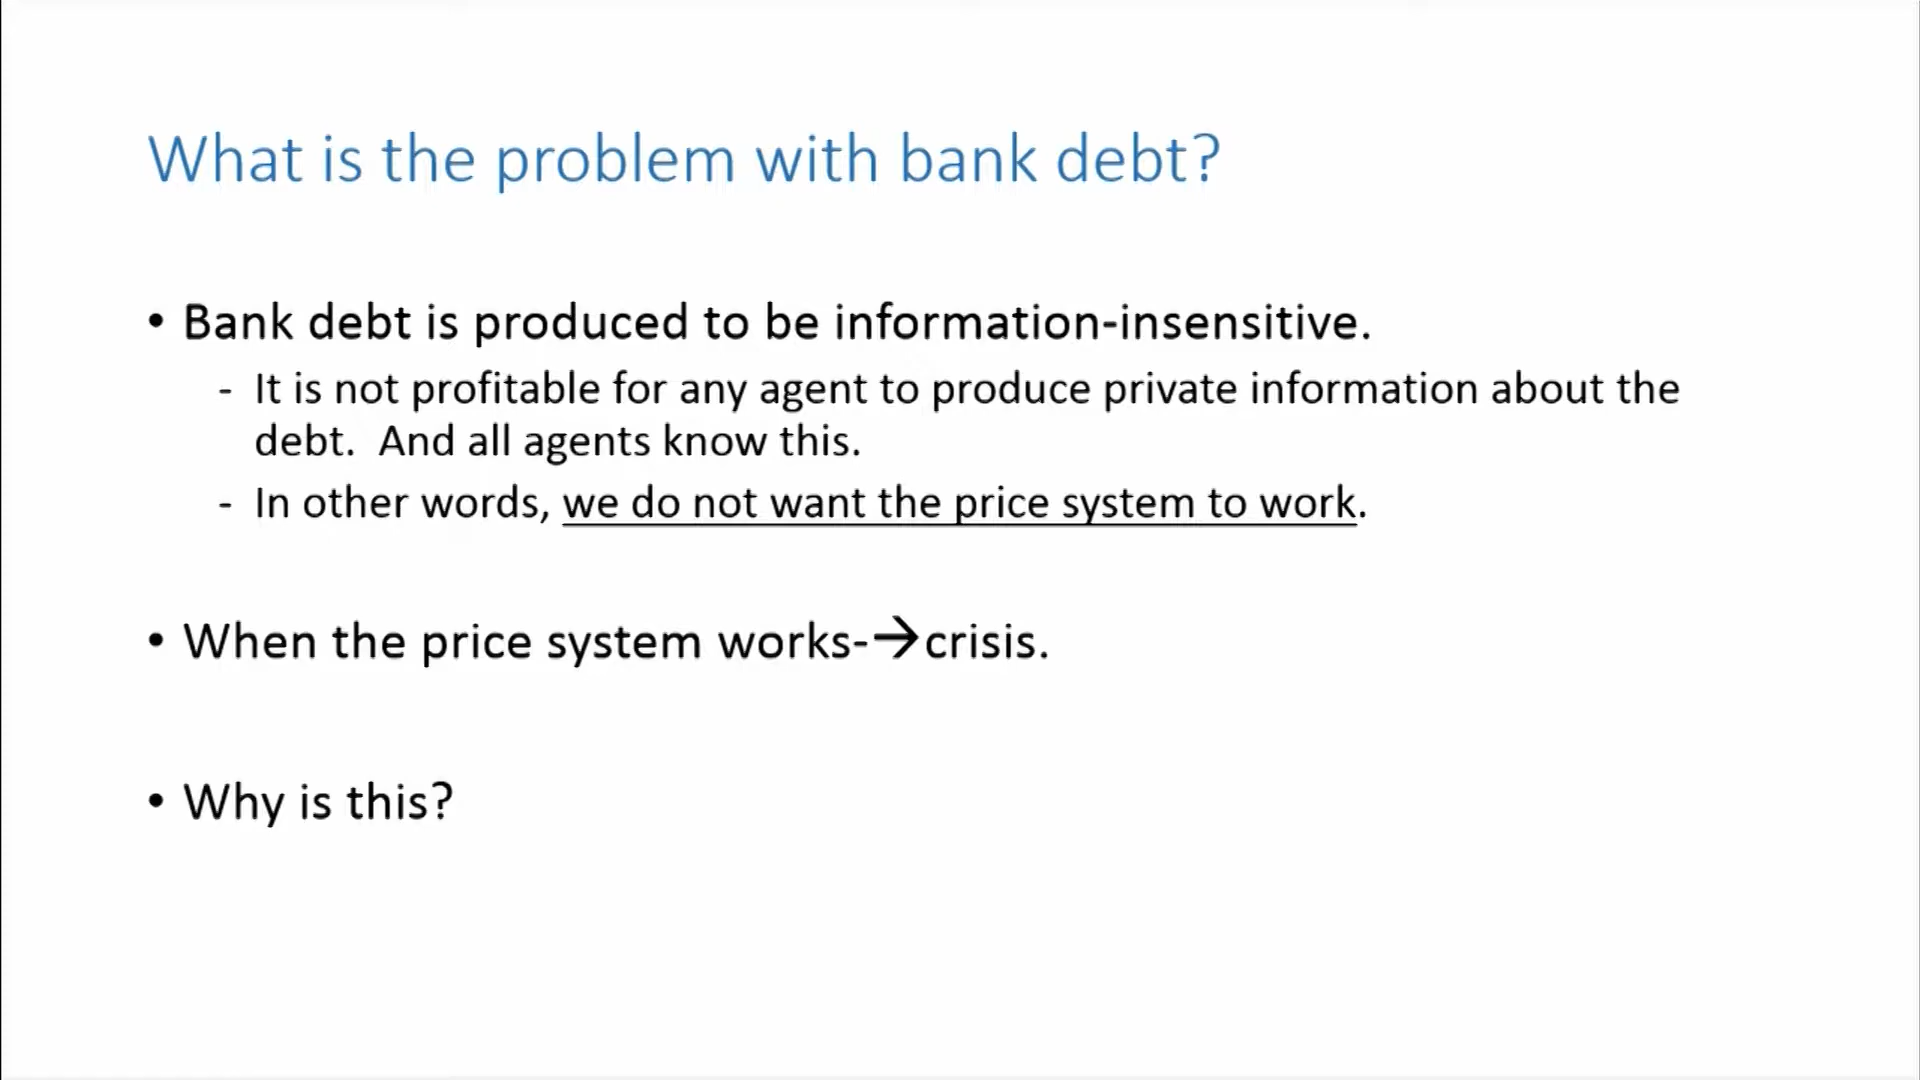 What is the problem with bank debt?
• Bank debt is produced to be information-insensitive.
- It is not profitable for any agent to produce private information about the
debt.  And all agents know this.
- In other words, we do not want the price system to work.
• When the price system works-→crisis.
• Why is this?